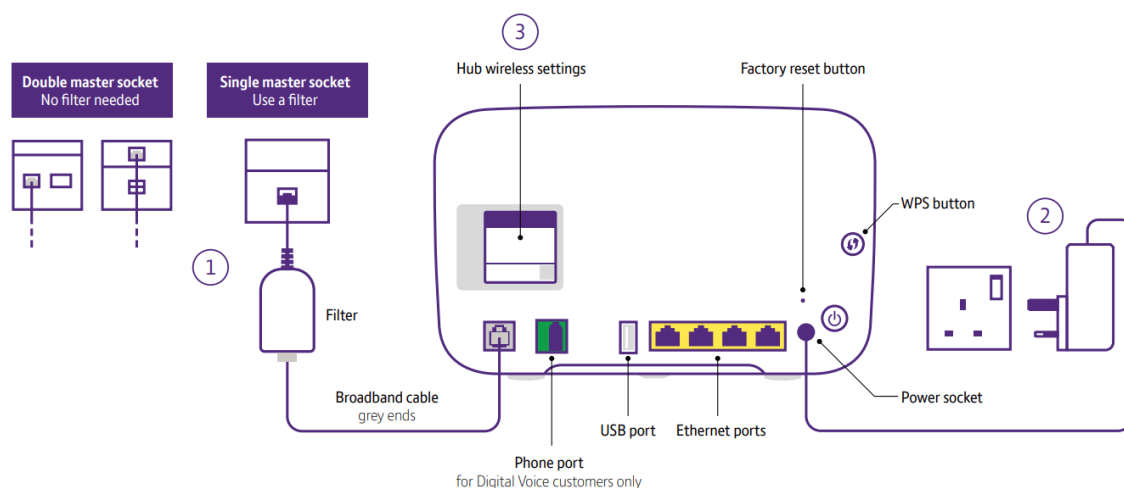 3
Hub wireless settings
Factory reset button
Double master socket
No filter needed
Single master socket
Use a filter
WPS button
2
1
Filter
Broadband cable
grey ends
Power socket
USB port
Ethernet ports
Phone port
for Digital Voice customers only